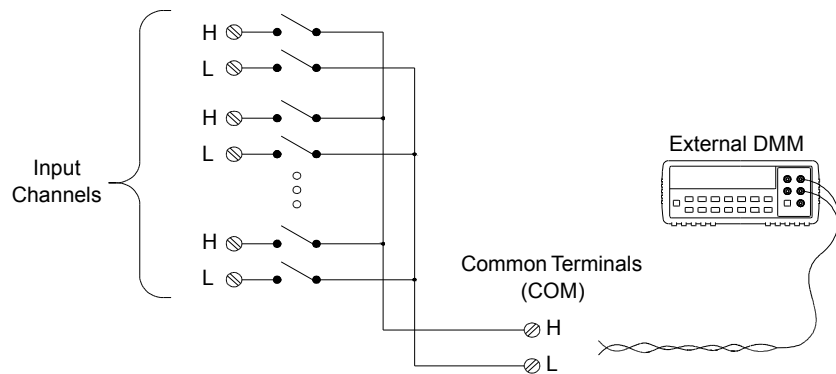 H
L
H
L
Input
Channels
H
L
External DMM
Common Terminals
(COM)
H
L